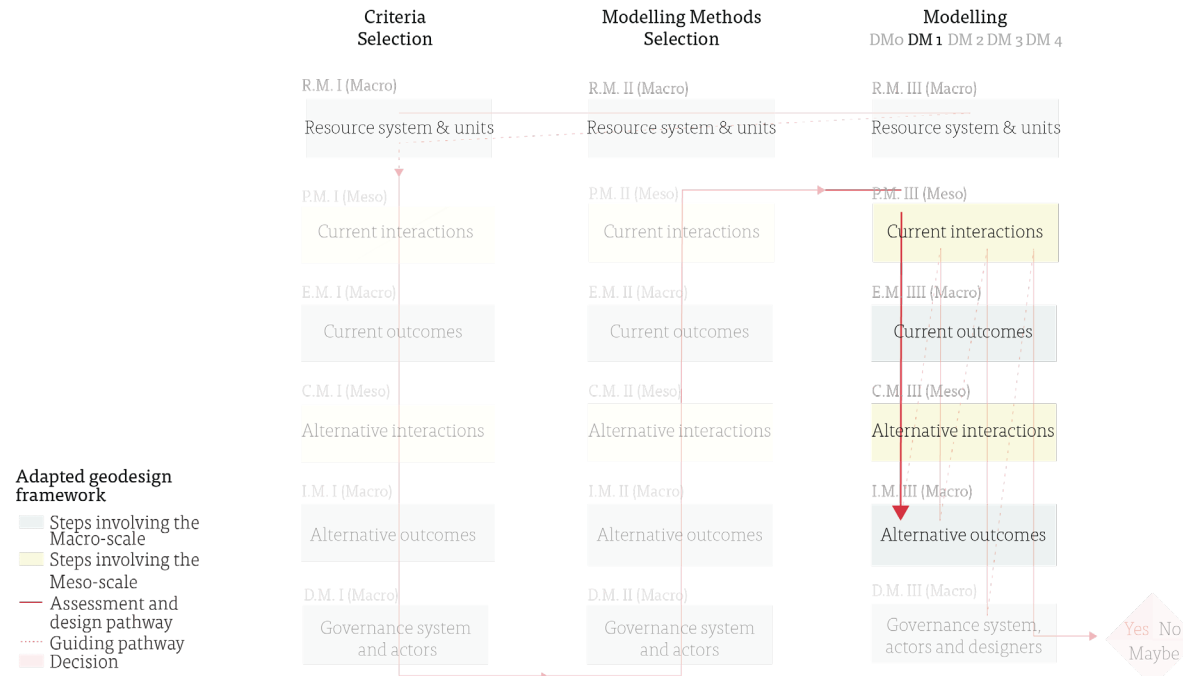 Criteria
Selection
Modelling Methods
Selection
Modelling
DM0 DM 1 DM 2 DM 3 DM 4
R.M. I (Macro)
Resource system & units
R.M. II (Macro)
Resource system & units
R.M. III (Macro)
Resource system & units
P.M. I (Meso)
Current interactions
P.M. II (Meso)
Current interactions
P.M. III (Meso)
Current interactions
E.M. I (Macro)
Current outcomes
E.M. II (Macro)
Current outcomes
E.M. IIII (Macro)
Current outcomes
C.M. I (Meso)
Alternative interactions
C.M. II (Meso)
Alternative interactions
C.M. III (Meso)
Alternative interactions
I.M. I (Macro)
Alternative outcomes
I.M. II (Macro)
Alternative outcomes
I.M. III (Macro)
Alternative outcomes
D.M. I (Macro)
Governance system
and actors
D.M. II (Macro)
Governance system
and actors
D.M. III (Macro)
Governance system,
actors and designers
Yes No
Maybe
Adapted geodesign
framework
Steps involving the
Macro-scale
Steps involving the
Meso-scale
Assessment and
design pathway
Guiding pathway
Decision